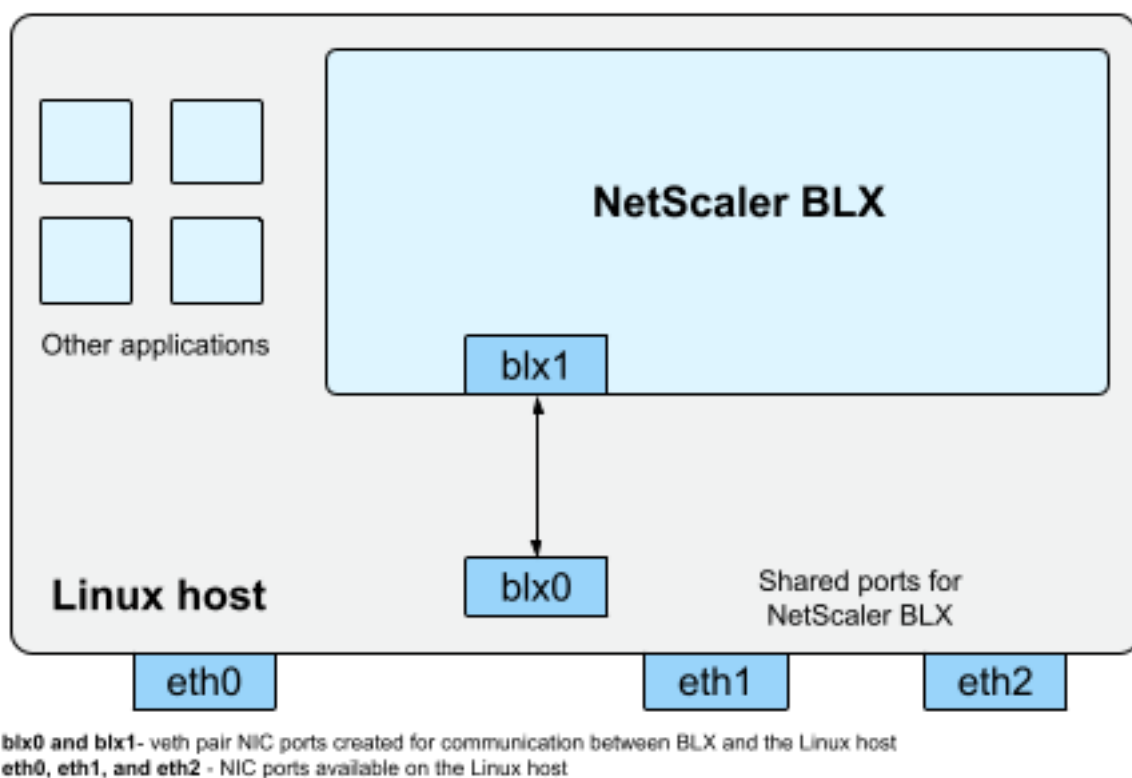 NetScaler BLX
Other applications
blx1
blx0
Linux host
Shared ports for
NetScaler BLX
eth0
eth1
eth2
blx0 and blx1- veth pair NIC ports created for communication between BLX and the Linux host
eth0, eth1, and eth2 - NIC ports available on the Linux host